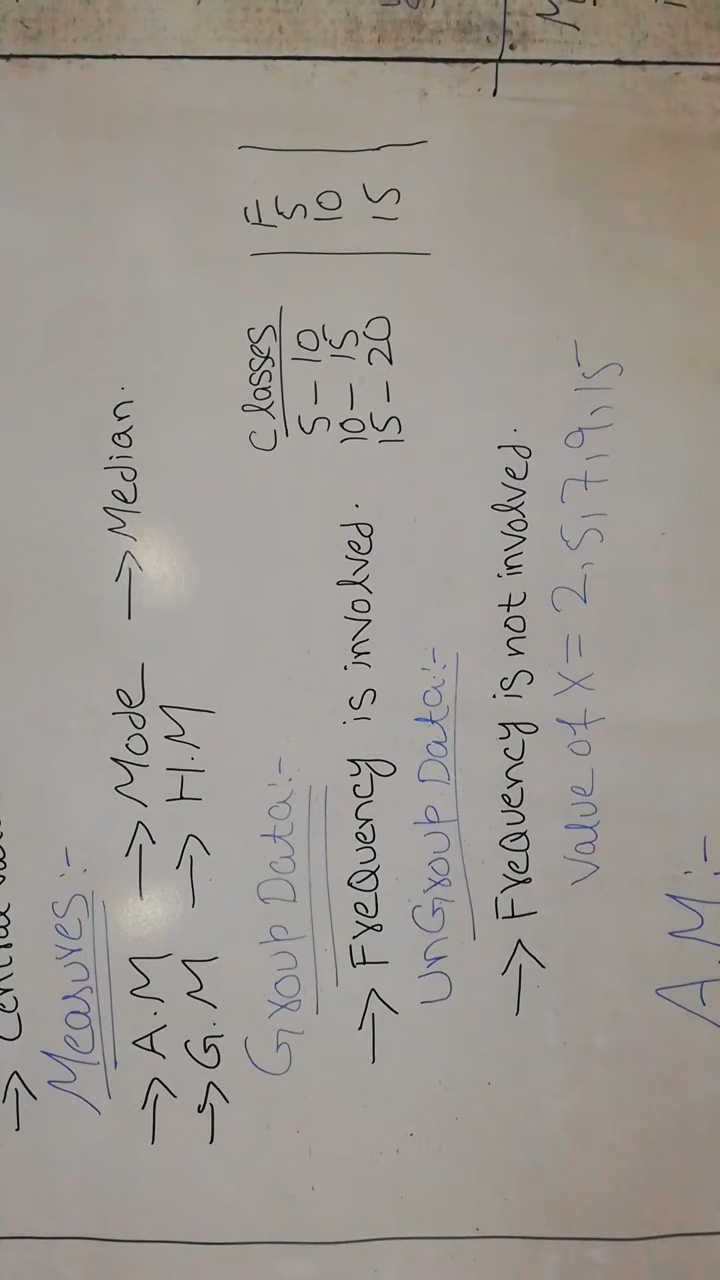 Measures:-
→ A.M → Mode → Median.
→ G.M → H.M
Group Data:-
Classes F
5 - 10 5
→ Frequency is involved. 10 - 15 10
15 - 20 15
UnGroup Data:-
→ Frequency is not involved.
Value of X = 2, 5, 7, 9, 15
A.M:-